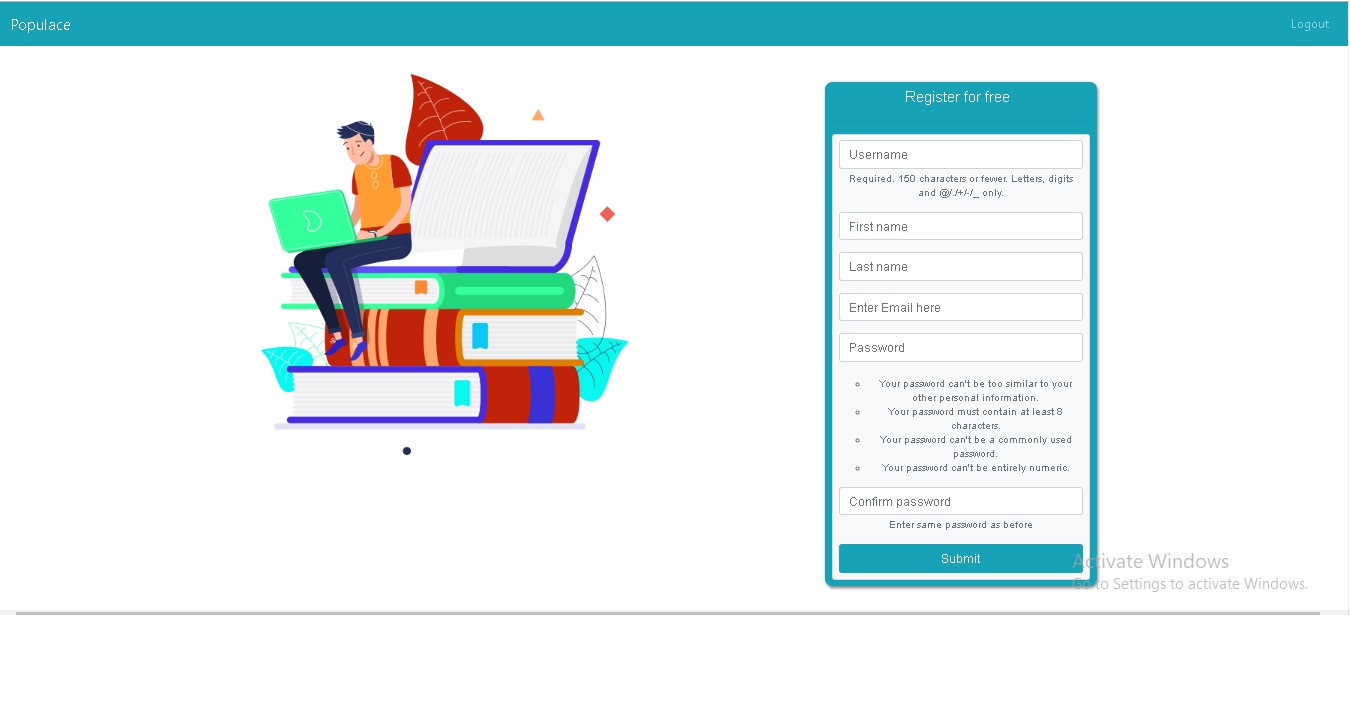 Populace
Logout
Register for free
Username
Required. 150 characters or fewer. Letters, digits
and @/./+/-/_ only.
First name
Last name
Enter Email here
Password
Your password can't be too similar to your
other personal information.
Your password must contain at least 8
characters.
Your password can't be a commonly used
password.
Your password can't be entirely numeric.
Confirm password
Enter same password as before
Submit
Activate Windows
Go to Settings to activate Windows.